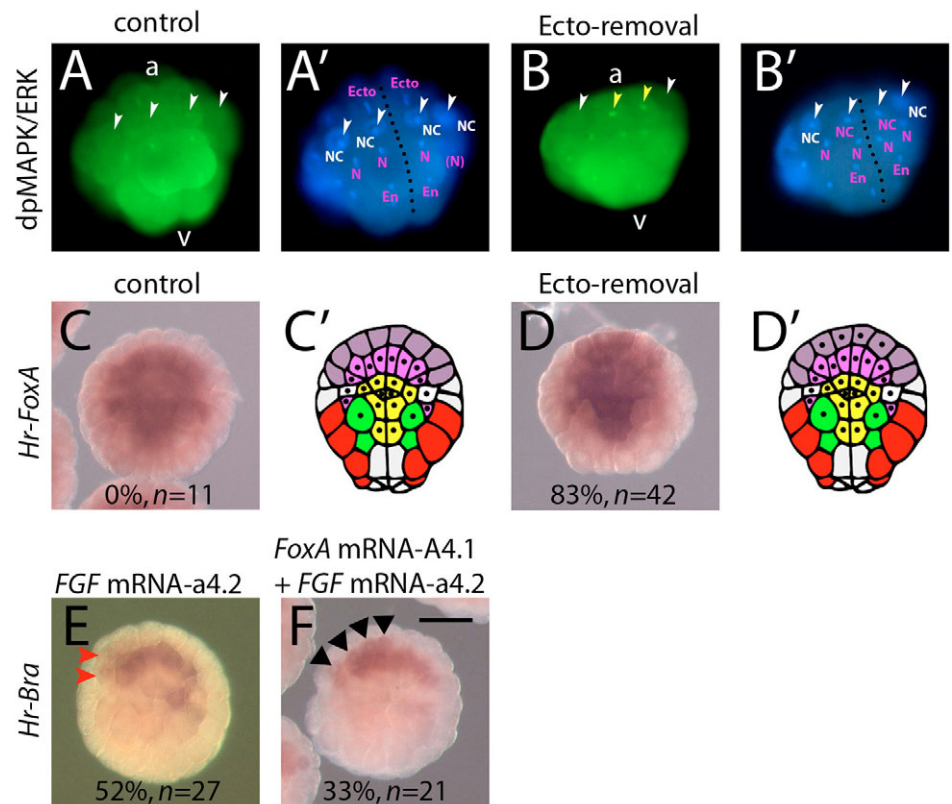 control
Ecto-removal
dpMAPK/ERK
A
a
v
A'
Ecto
Ecto
NC
NC
NC
NC
N
N
N
(N)
En
En
B
a
v
B'
NC
NC
NC
NC
N
N
N
N
En
En
control
Ecto-removal
Hr-FoxA
C
0%, n=11
C'
D
83%, n=42
D'
FGF mRNA-a4.2
FoxA mRNA-A4.1
+ FGF mRNA-a4.2
Hr-Bra
E
52%, n=27
F
33%, n=21